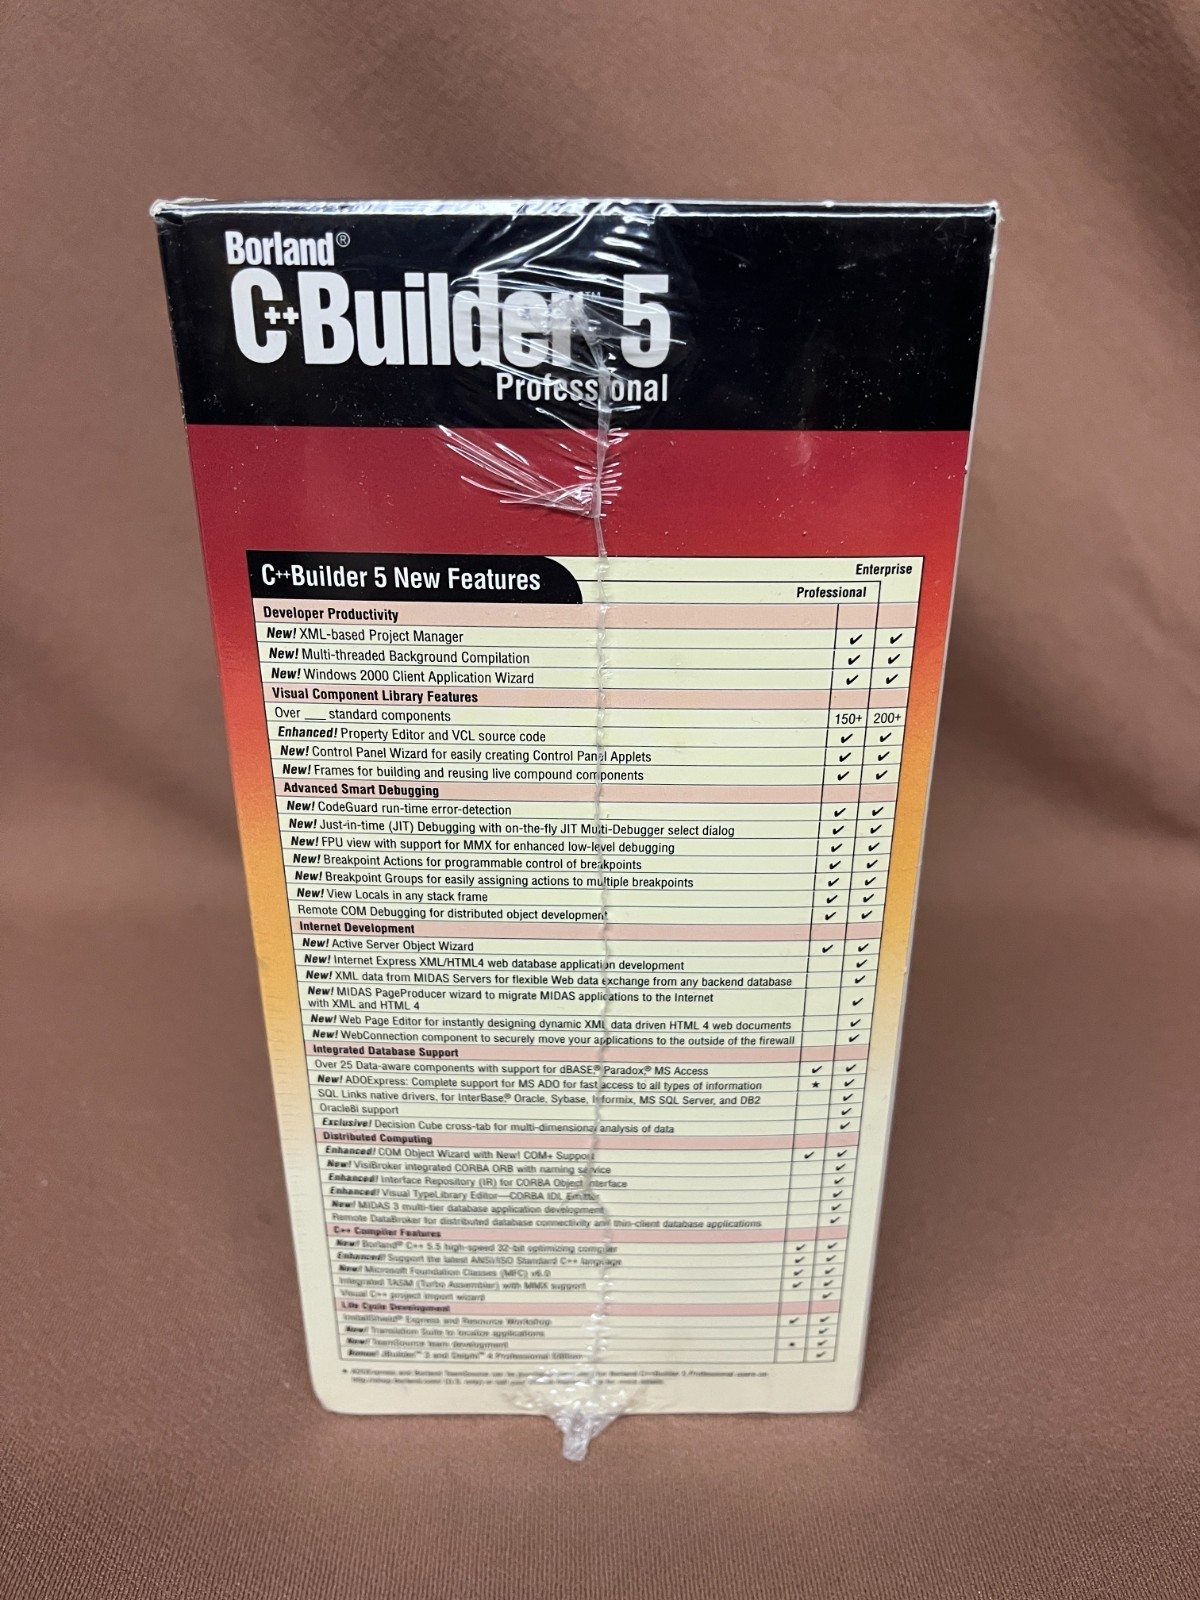 Borland®
C++Builder™ 5
Professional
C++Builder 5 New Features
Enterprise
Professional
Developer Productivity
New! XML-based Project Manager ✔ ✔
New! Multi-threaded Background Compilation ✔ ✔
New! Windows 2000 Client Application Wizard ✔ ✔
Visual Component Library Features
Over ___ standard components 150+ 200+
Enhanced! Property Editor and VCL source code ✔ ✔
New! Control Panel Wizard for easily creating Control Panel Applets ✔ ✔
New! Frames for building and reusing live compound components ✔ ✔
Advanced Smart Debugging
New! CodeGuard run-time error-detection ✔ ✔
New! Just-in-time (JIT) Debugging with on-the-fly JIT Multi-Debugger select dialog ✔ ✔
New! FPU view with support for MMX for enhanced low-level debugging ✔ ✔
New! Breakpoint Actions for programmable control of breakpoints ✔ ✔
New! Breakpoint Groups for easily assigning actions to multiple breakpoints ✔ ✔
New! View Locals in any stack frame ✔ ✔
Remote COM Debugging for distributed object development ✔ ✔
Internet Development
New! Active Server Object Wizard ✔ ✔
New! Internet Express XML/HTML4 web database application development ✔
New! XML data from MIDAS Servers for flexible Web data exchange from any backend database ✔
New! MIDAS PageProducer wizard to migrate MIDAS applications to the Internet
with XML and HTML 4 ✔
New! Web Page Editor for instantly designing dynamic XML data driven HTML 4 web documents ✔
New! WebConnection component to securely move your applications to the outside of the firewall ✔
Integrated Database Support
Over 25 Data-aware components with support for dBASE,® Paradox,® MS Access ✔ ✔
New! ADOExpress: Complete support for MS ADO for fast access to all types of information ★ ✔
SQL Links native drivers, for InterBase,® Oracle, Sybase, Informix, MS SQL Server, and DB2 ✔
Oracle8i support ✔
Exclusive! Decision Cube cross-tab for multi-dimensional analysis of data ✔
Distributed Computing
Enhanced! COM Object Wizard with New! COM+ Support ✔ ✔
New! VisiBroker integrated CORBA ORB with naming service ✔
Enhanced! Interface Repository (IR) for CORBA Object Interface ✔
Enhanced! Visual TypeLibrary Editor—CORBA IDL Emitter ✔
New! MIDAS 3 multi-tier database application development ✔
Remote DataBroker for distributed database connectivity and thin-client database applications ✔
C++ Compiler Features
New! Borland® C++ 5.5 high-speed 32-bit optimizing compiler ✔ ✔
Enhanced! Support the latest ANSI/ISO Standard C++ language ✔ ✔
New! Microsoft Foundation Classes (MFC) v6.0 ✔ ✔
Integrated TASM (Turbo Assembler) with MMX support ✔ ✔
Visual C++ project import wizard ✔
Life Cycle Development
InstallShield® Express and Resource Workshop ✔ ✔
New! Translation Suite to localize applications ✔
New! TeamSource team development ★ ✔
Bonus! JBuilder™ 3 and Delphi™ 4 Professional Edition ✔